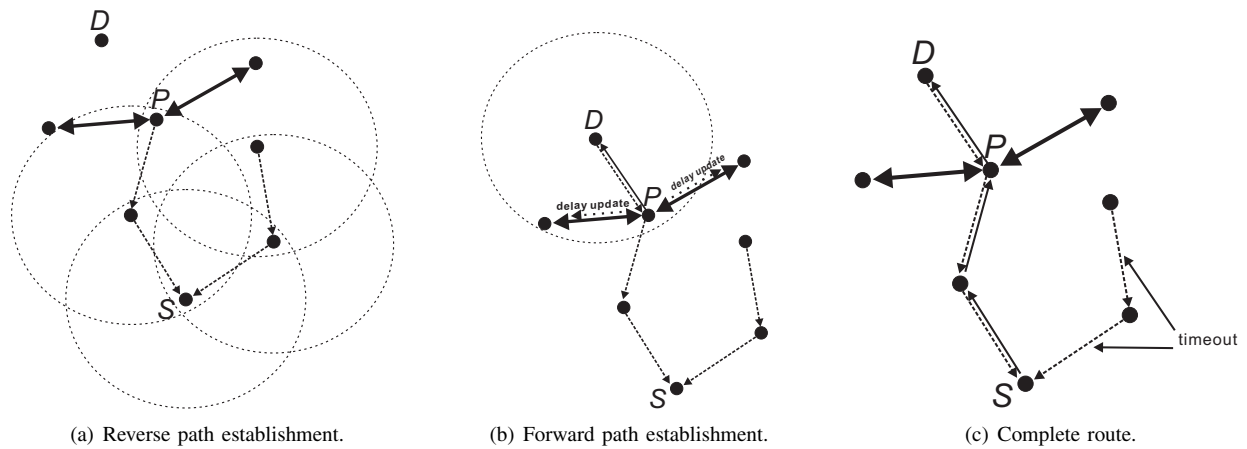 D
P
S
(a) Reverse path establishment.
D
delay update
P
delay update
S
(b) Forward path establishment.
D
P
timeout
S
(c) Complete route.